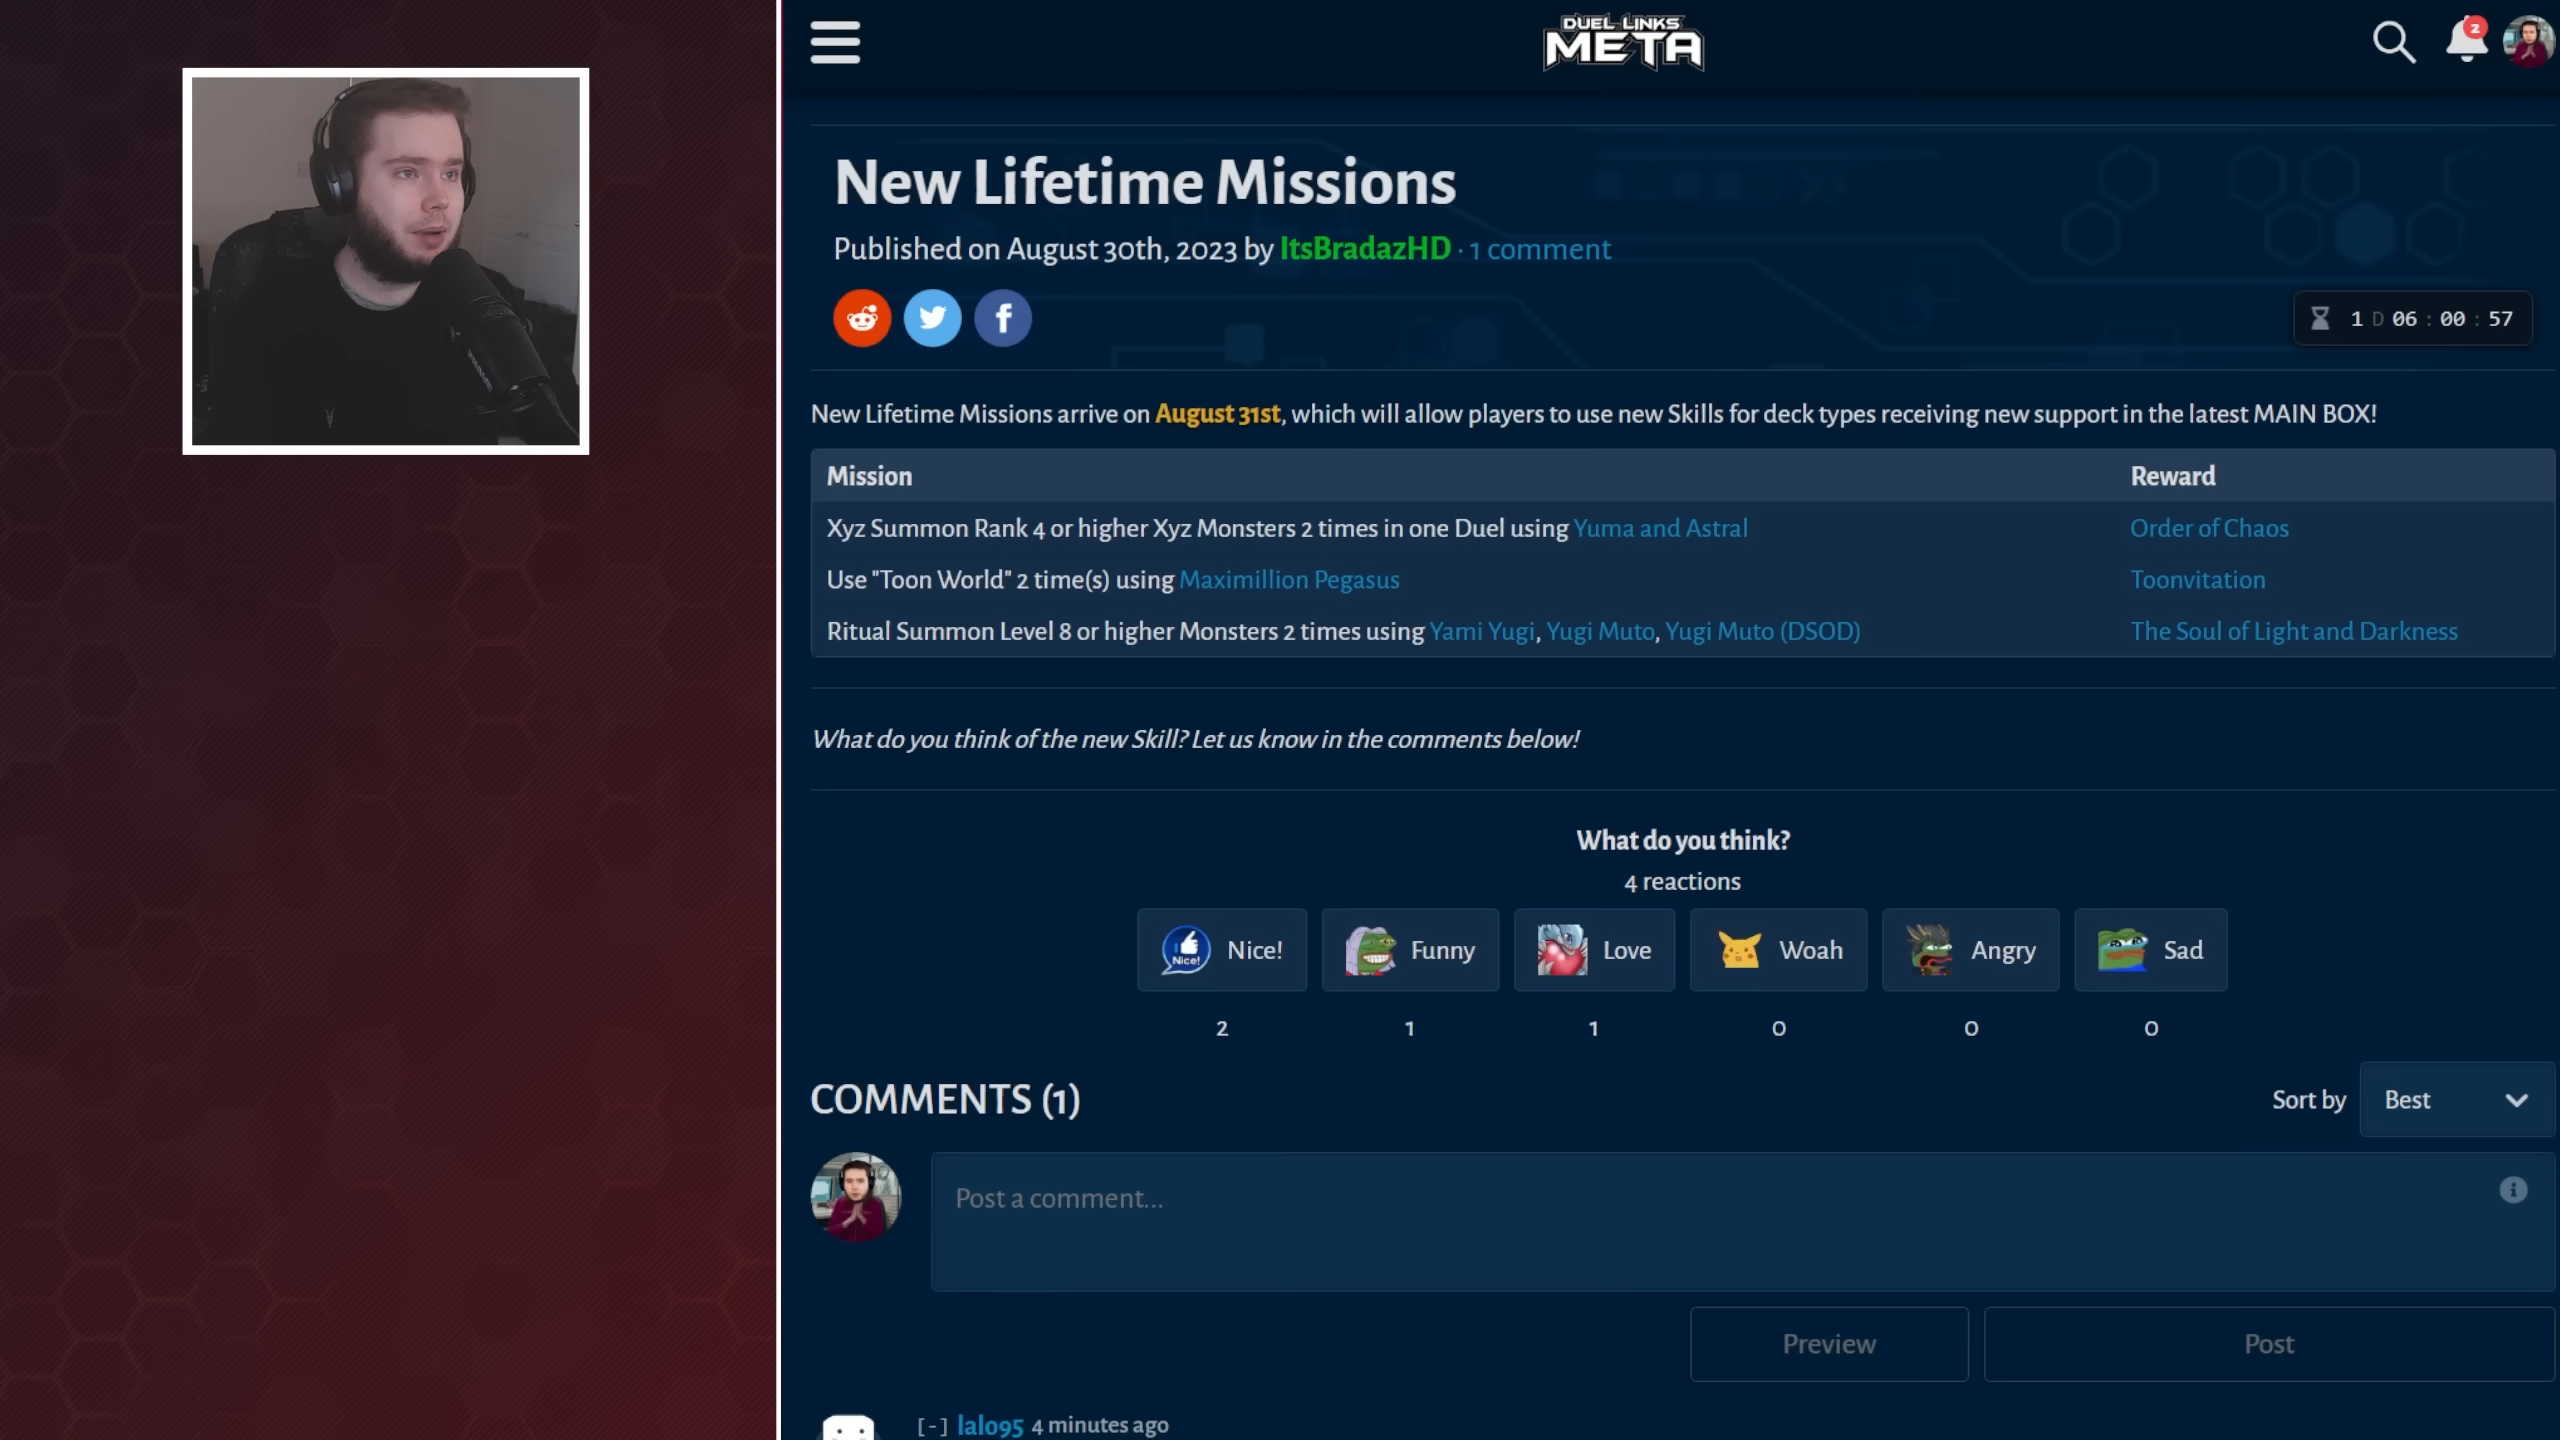 DUEL LINKS
META
2
New Lifetime Missions
Published on August 30th, 2023 by ItsBradazHD · 1 comment
1 D 06 : 00 : 57
New Lifetime Missions arrive on August 31st, which will allow players to use new Skills for deck types receiving new support in the latest MAIN BOX!
Mission Reward
Xyz Summon Rank 4 or higher Xyz Monsters 2 times in one Duel using Yuma and Astral Order of Chaos
Use "Toon World" 2 time(s) using Maximillion Pegasus Toonvitation
Ritual Summon Level 8 or higher Monsters 2 times using Yami Yugi, Yugi Muto, Yugi Muto (DSOD) The Soul of Light and Darkness
What do you think of the new Skill? Let us know in the comments below!
What do you think?
4 reactions
Nice! Nice! Funny Love Woah Angry Sad
2 1 1 0 0 0
COMMENTS (1) Sort by Best
Post a comment...
Preview Post
[-] lalo95 4 minutes ago